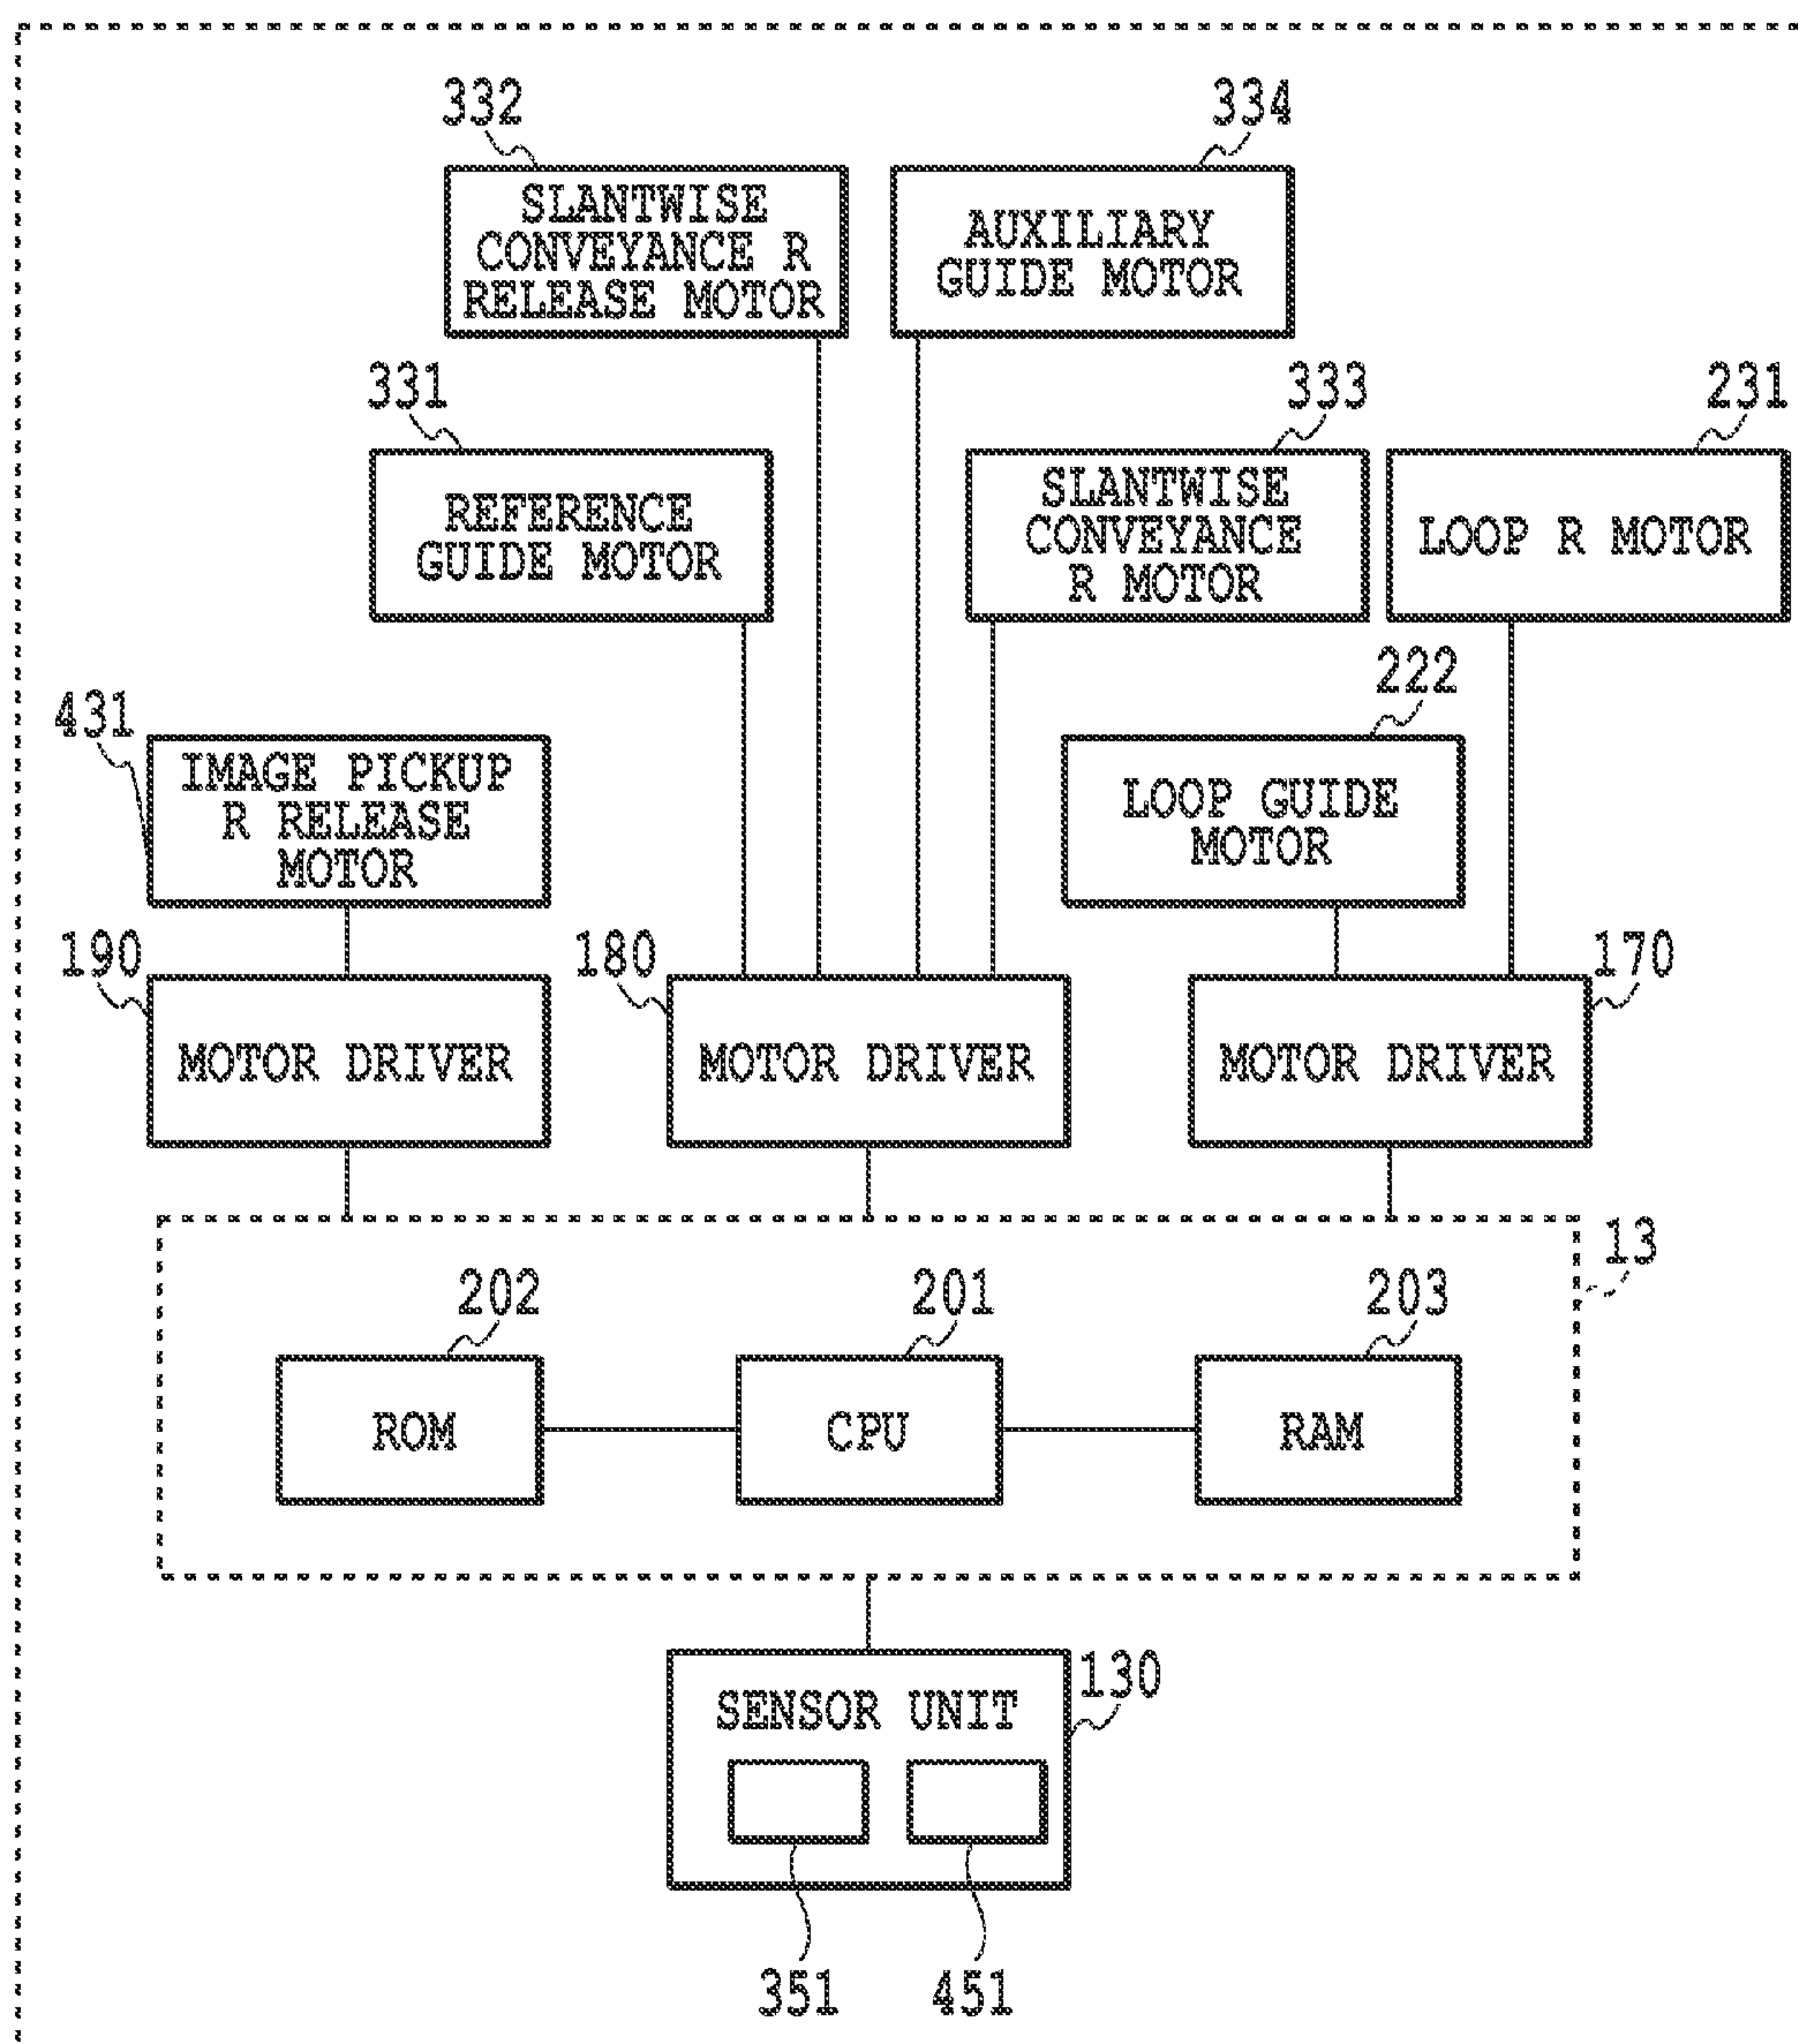 332
334
SLANTWISE
CONVEYANCE R
RELEASE MOTOR
AUXILIARY
GUIDE MOTOR
331
333
231
REFERENCE
GUIDE MOTOR
SLANTWISE
CONVEYANCE
R MOTOR
LOOP R MOTOR
222
431
IMAGE PICKUP
R RELEASE
MOTOR
LOOP GUIDE
MOTOR
190
180
170
MOTOR DRIVER
MOTOR DRIVER
MOTOR DRIVER
13
202
201
203
ROM
CPU
RAM
130
SENSOR UNIT
351
451